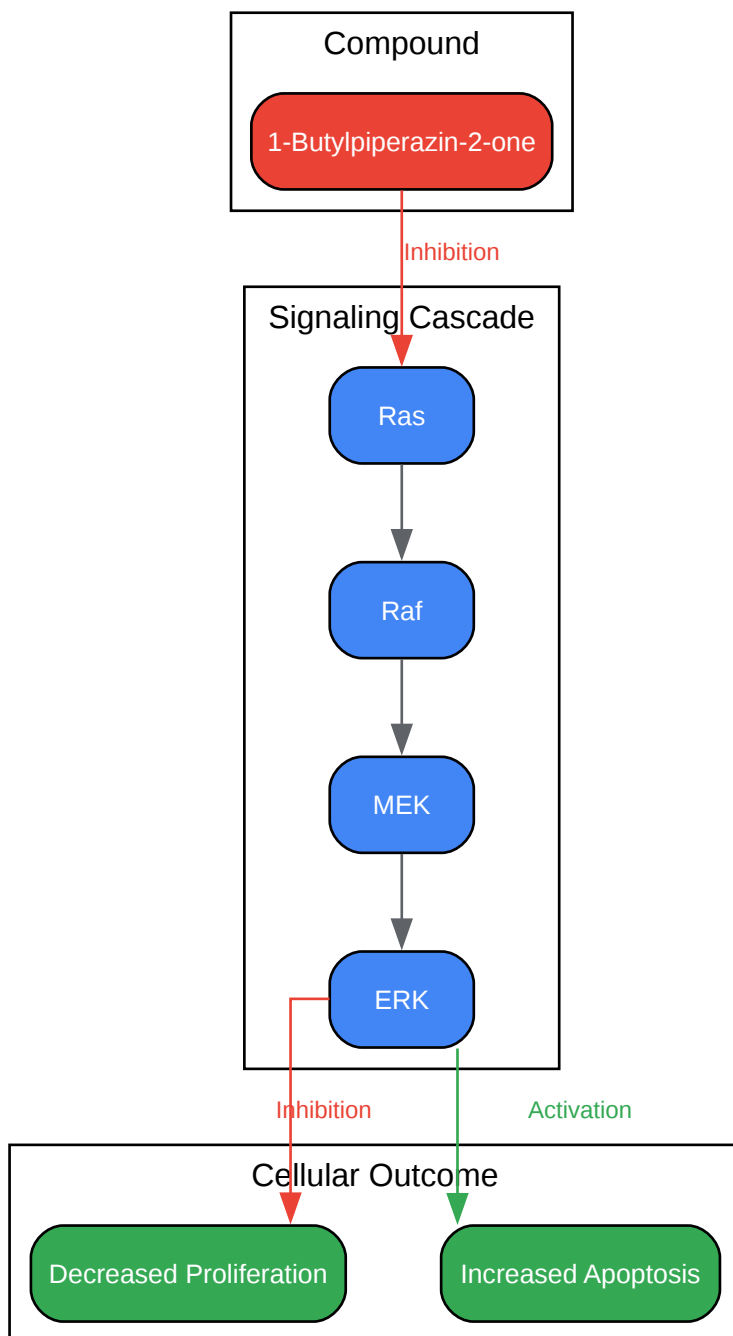 Compound
1-Butylpiperazin-2-one
Inhibition
Signaling Cascade
Ras
Raf
MEK
ERK
Inhibition
Activation
Cellular Outcome
Decreased Proliferation
Increased Apoptosis